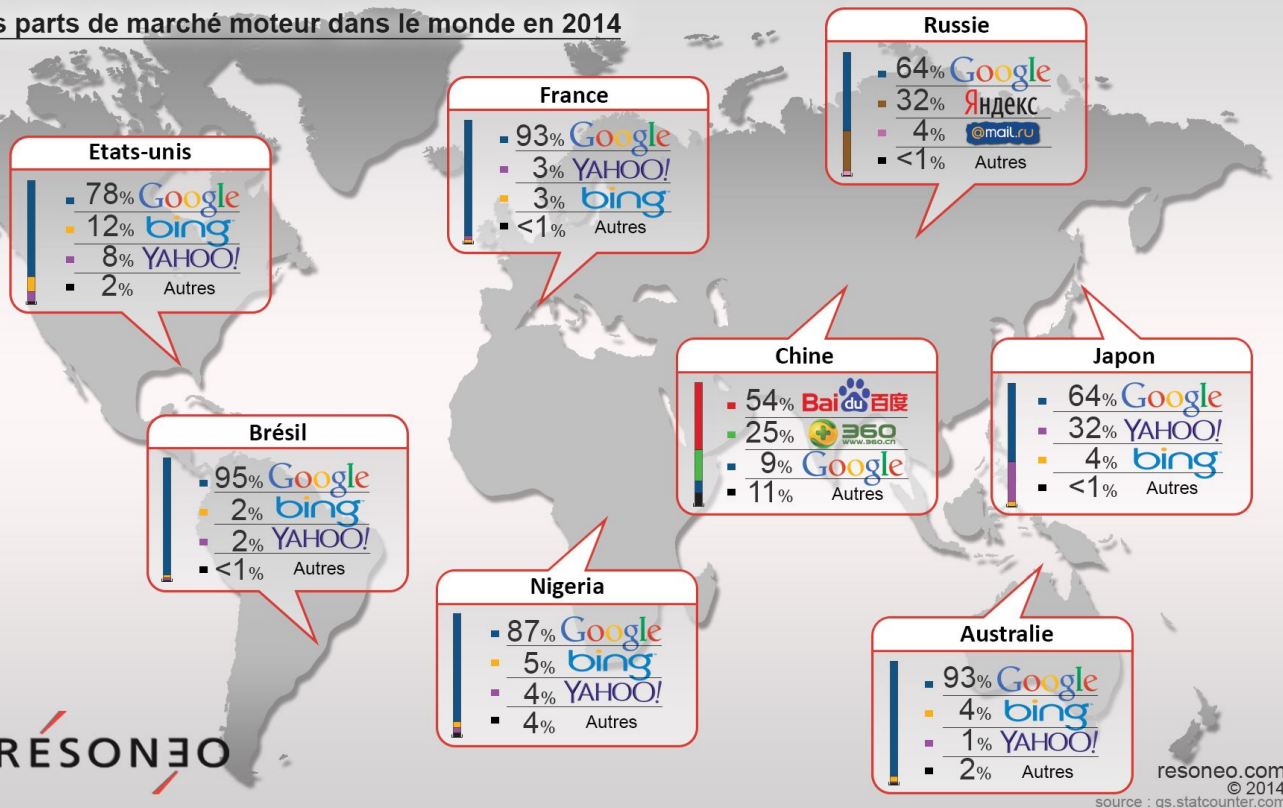 s parts de marché moteur dans le monde en 2014
Russie
64% Google
32% Яндекс
4% @mail.ru
<1% Autres
France
93% Google
3% YAHOO!
3% bing
<1% Autres
Etats-unis
78% Google
12% bing
8% YAHOO!
2% Autres
Chine
54% Baidu百度
25% 360 www.360.cn
9% Google
11% Autres
Japon
64% Google
32% YAHOO!
4% bing
<1% Autres
Brésil
95% Google
2% bing
2% YAHOO!
<1% Autres
Nigeria
87% Google
5% bing
4% YAHOO!
4% Autres
Australie
93% Google
4% bing
1% YAHOO!
2% Autres
RÉSONEO
resoneo.com
© 2014
source : gs.statcounter.com